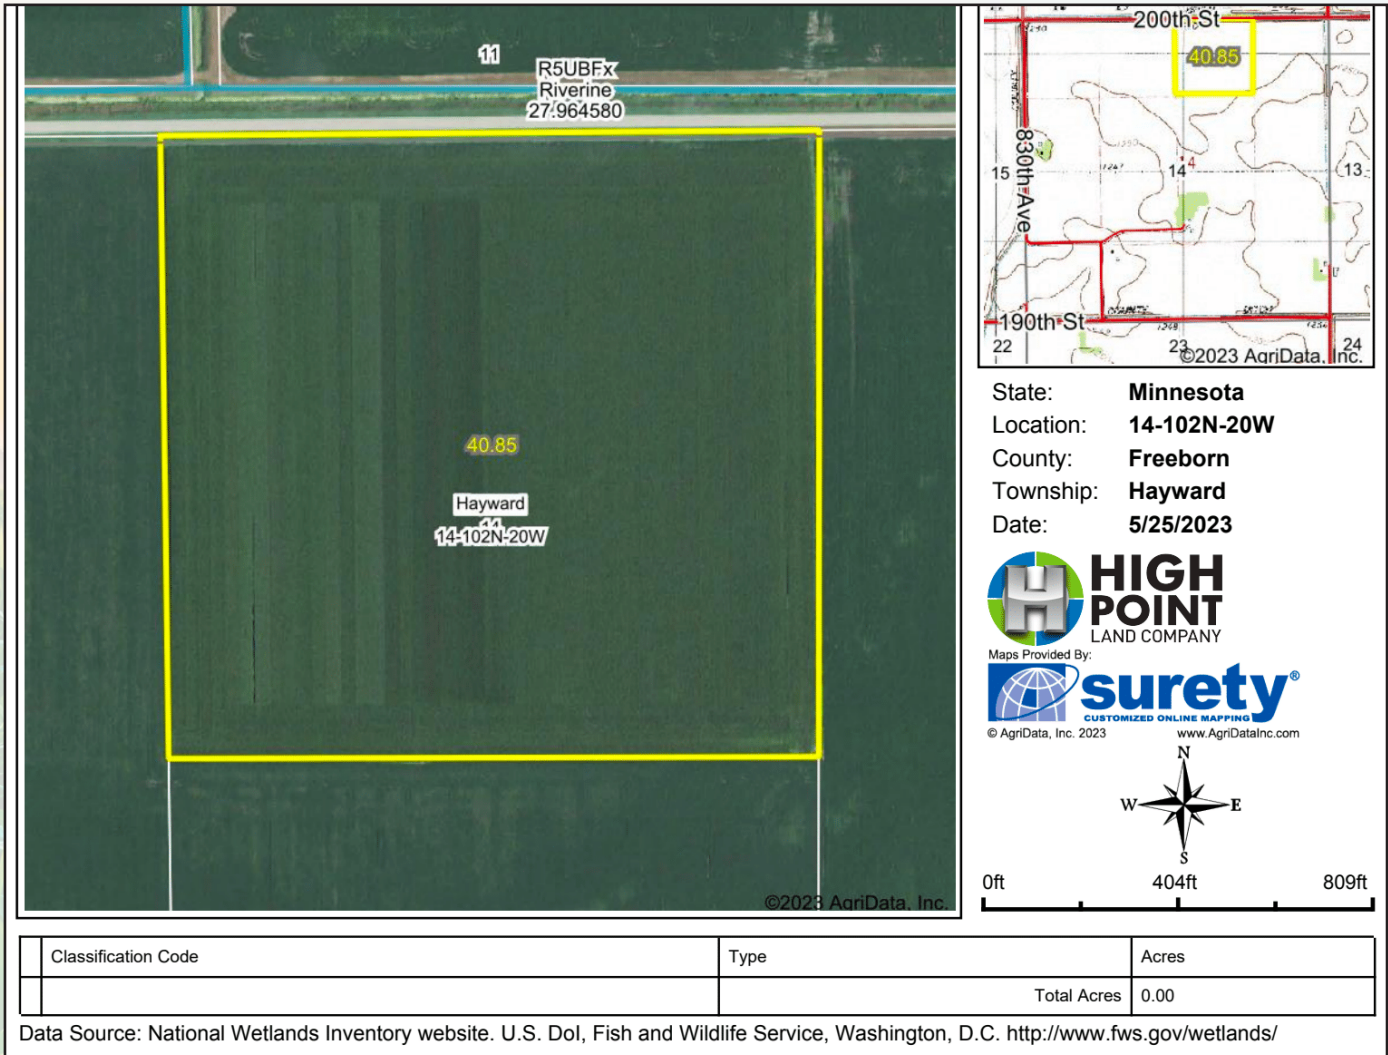 11
R5UBFx
Riverine
27.964580
40.85
Hayward
14-102N-20W
©2023 AgriData, Inc.
200th St
40.85
830th Ave
15
14
13
190th St
22
23
24
©2023 AgriData, Inc.
State: Minnesota
Location: 14-102N-20W
County: Freeborn
Township: Hayward
Date: 5/25/2023
H
HIGH
POINT
LAND COMPANY
Maps Provided By:
surety®
CUSTOMIZED ONLINE MAPPING
© AgriData, Inc. 2023 www.AgriDataInc.com
N
W E
S
0ft 404ft 809ft
Classification Code Type Acres
Total Acres 0.00
Data Source: National Wetlands Inventory website. U.S. DoI, Fish and Wildlife Service, Washington, D.C. http://www.fws.gov/wetlands/